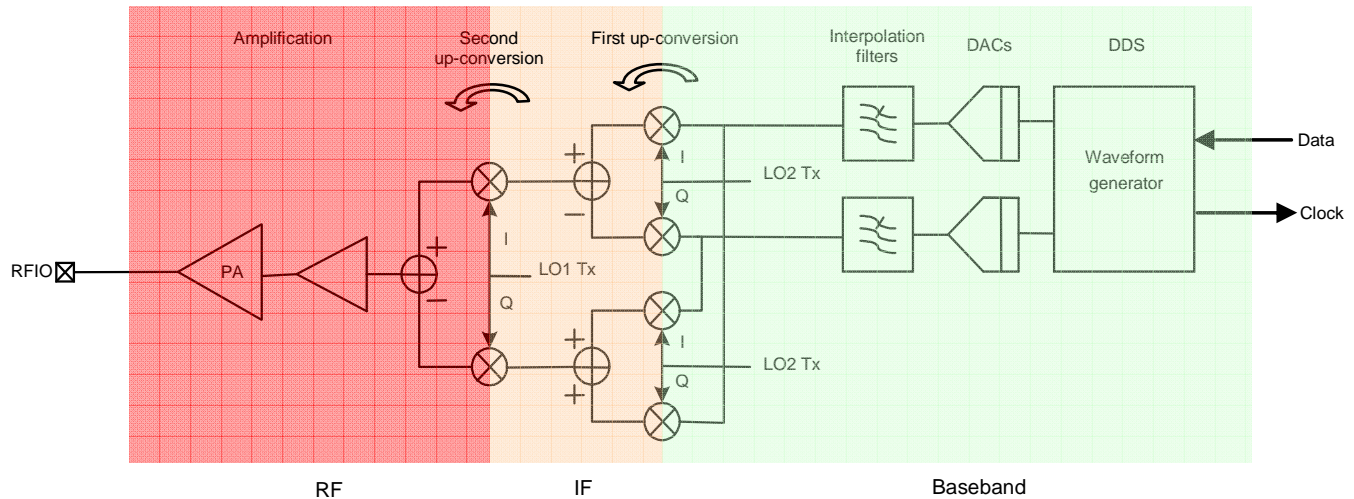 Amplification
Second
up-conversion
First up-conversion
Interpolation
filters
DACs
DDS
+
−
I
Q
LO2 Tx
Waveform
generator
Data
Clock
RFIO
PA
+
−
I
Q
LO1 Tx
+
+
I
Q
LO2 Tx
RF
IF
Baseband